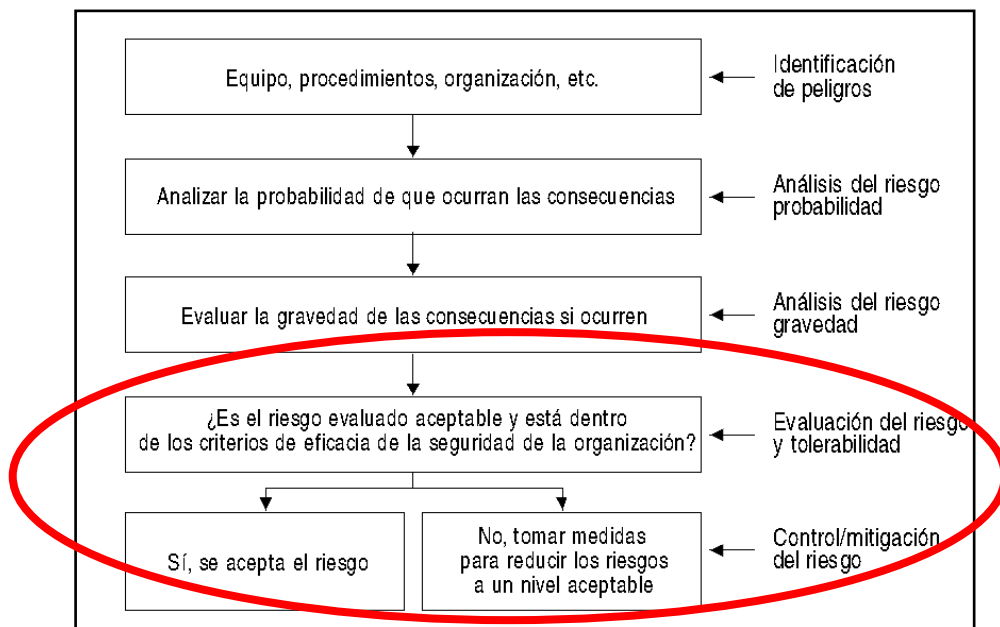 Equipo, procedimientos, organización, etc.
Identificación
de peligros
Analizar la probabilidad de que ocurran las consecuencias
Análisis del riesgo
probabilidad
Evaluar la gravedad de las consecuencias si ocurren
Análisis del riesgo
gravedad
¿Es el riesgo evaluado aceptable y está dentro
de los criterios de eficacia de la seguridad de la organización?
Evaluación del riesgo
y tolerabilidad
Sí, se acepta el riesgo
No, tomar medidas
para reducir los riesgos
a un nivel aceptable
Control/mitigación
del riesgo